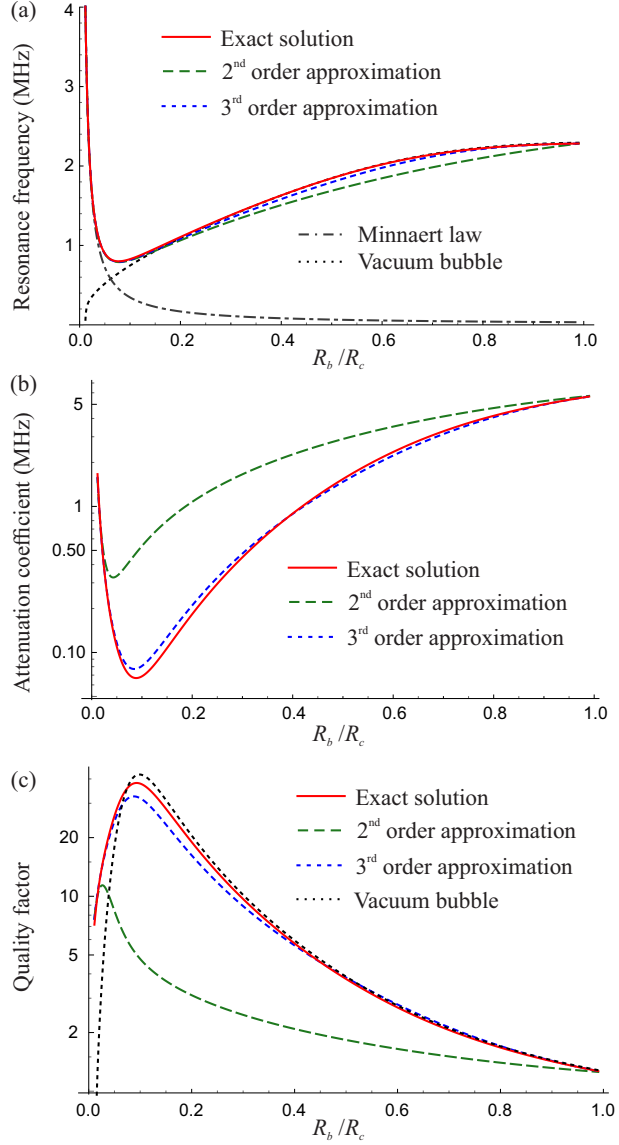 (a)
4
3
2
1
Resonance frequency (MHz)
Exact solution
2nd order approximation
3rd order approximation
Minnaert law
Vacuum bubble
0.0 0.2 0.4 0.6 0.8 1.0
Rb/Rc
(b)
5
1
0.50
0.10
Attenuation coefficient (MHz)
Exact solution
2nd order approximation
3rd order approximation
0.0 0.2 0.4 0.6 0.8 1.0
Rb/Rc
(c)
20
10
5
2
Quality factor
Exact solution
2nd order approximation
3rd order approximation
Vacuum bubble
0.0 0.2 0.4 0.6 0.8 1.0
Rb/Rc